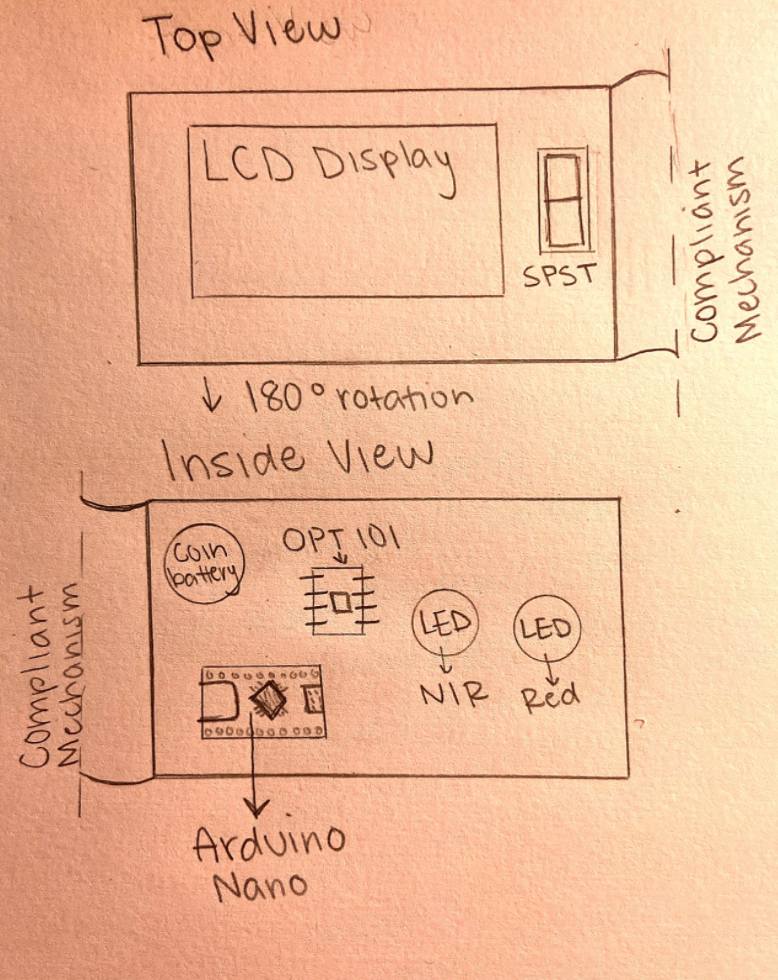 Top View
LCD Display
SPST
Compliant
Mechanism
↓ 180° rotation
Inside View
Coin
battery
OPT 101
LED
LED
NIR
Red
Compliant
Mechanism
Arduino
Nano